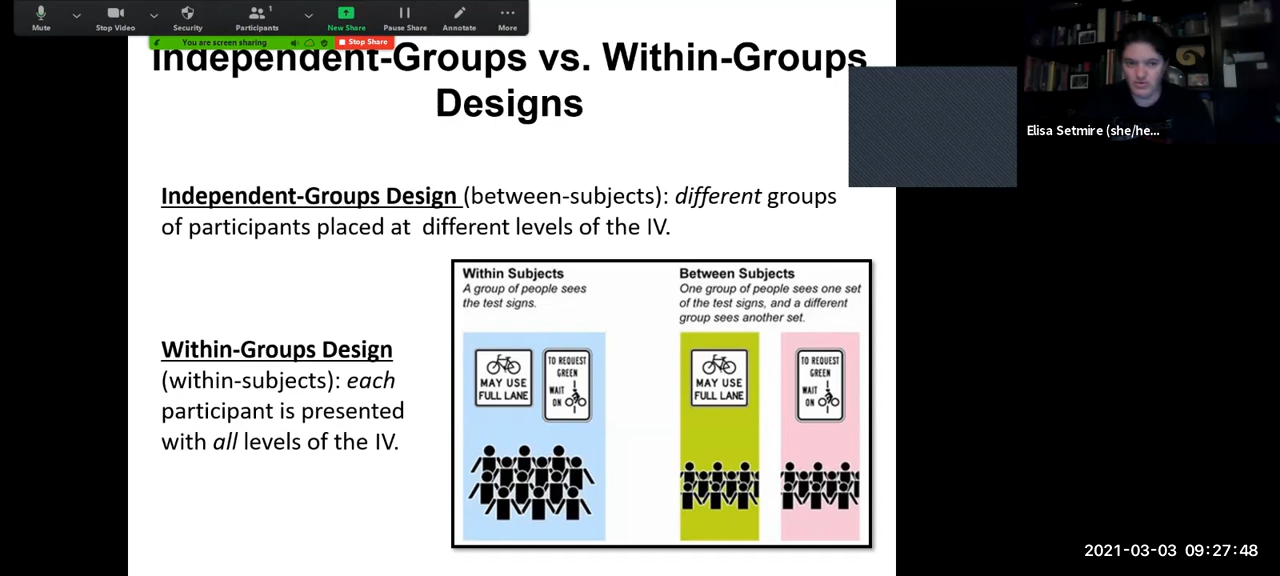 Mute
Stop Video
Security
Participants
1
New Share
Pause Share
Annotate
More
You are screen sharing
Stop Share
Independent-Groups vs. Within-Groups
Designs
Elisa Setmire (she/he...
Independent-Groups Design (between-subjects): different groups
of participants placed at different levels of the IV.
Within-Groups Design
(within-subjects): each
participant is presented
with all levels of the IV.
Within Subjects
A group of people sees
the test signs.
MAY USE
FULL LANE
TO REQUEST
GREEN
WAIT
ON
Between Subjects
One group of people sees one set
of the test signs, and a different
group sees another set.
MAY USE
FULL LANE
TO REQUEST
GREEN
WAIT
ON
2021-03-03 09:27:48